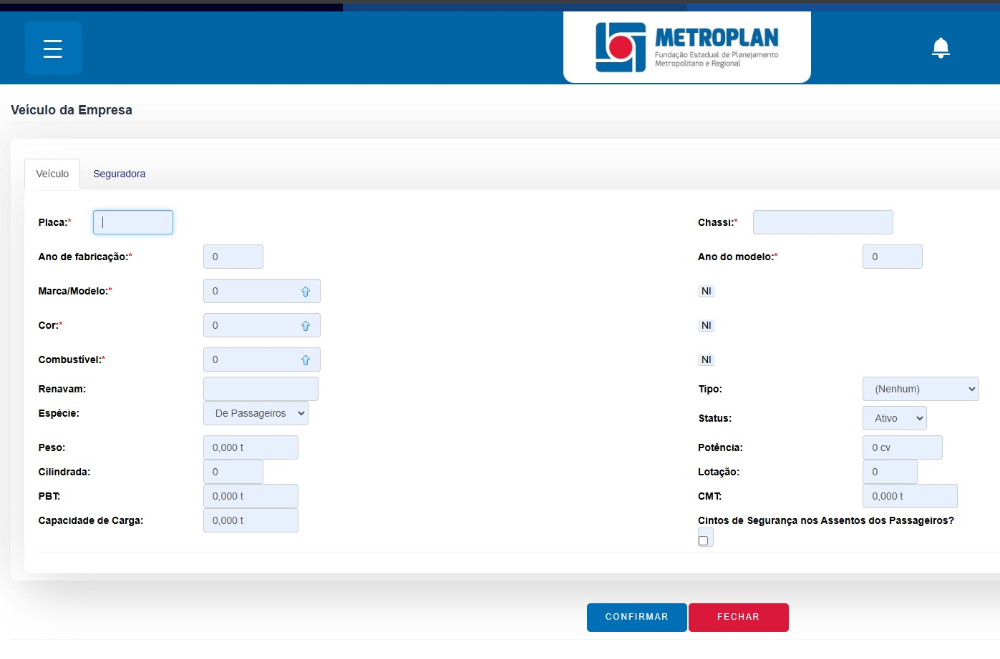 METROPLAN
Fundação Estadual de Planejamento
Metropolitano e Regional
Veículo da Empresa
Veículo Seguradora
Placa:* Chassi:*
Ano de fabricação:* 0 Ano do modelo:* 0
Marca/Modelo:* 0 NI
Cor:* 0 NI
Combustível:* 0 NI
Renavam: Tipo: (Nenhum)
Espécie: De Passageiros Status: Ativo
Peso: 0,000 t Potência: 0 cv
Cilindrada: 0 Lotação: 0
PBT: 0,000 t CMT: 0,000 t
Capacidade de Carga: 0,000 t Cintos de Segurança nos Assentos dos Passageiros?
CONFIRMAR FECHAR